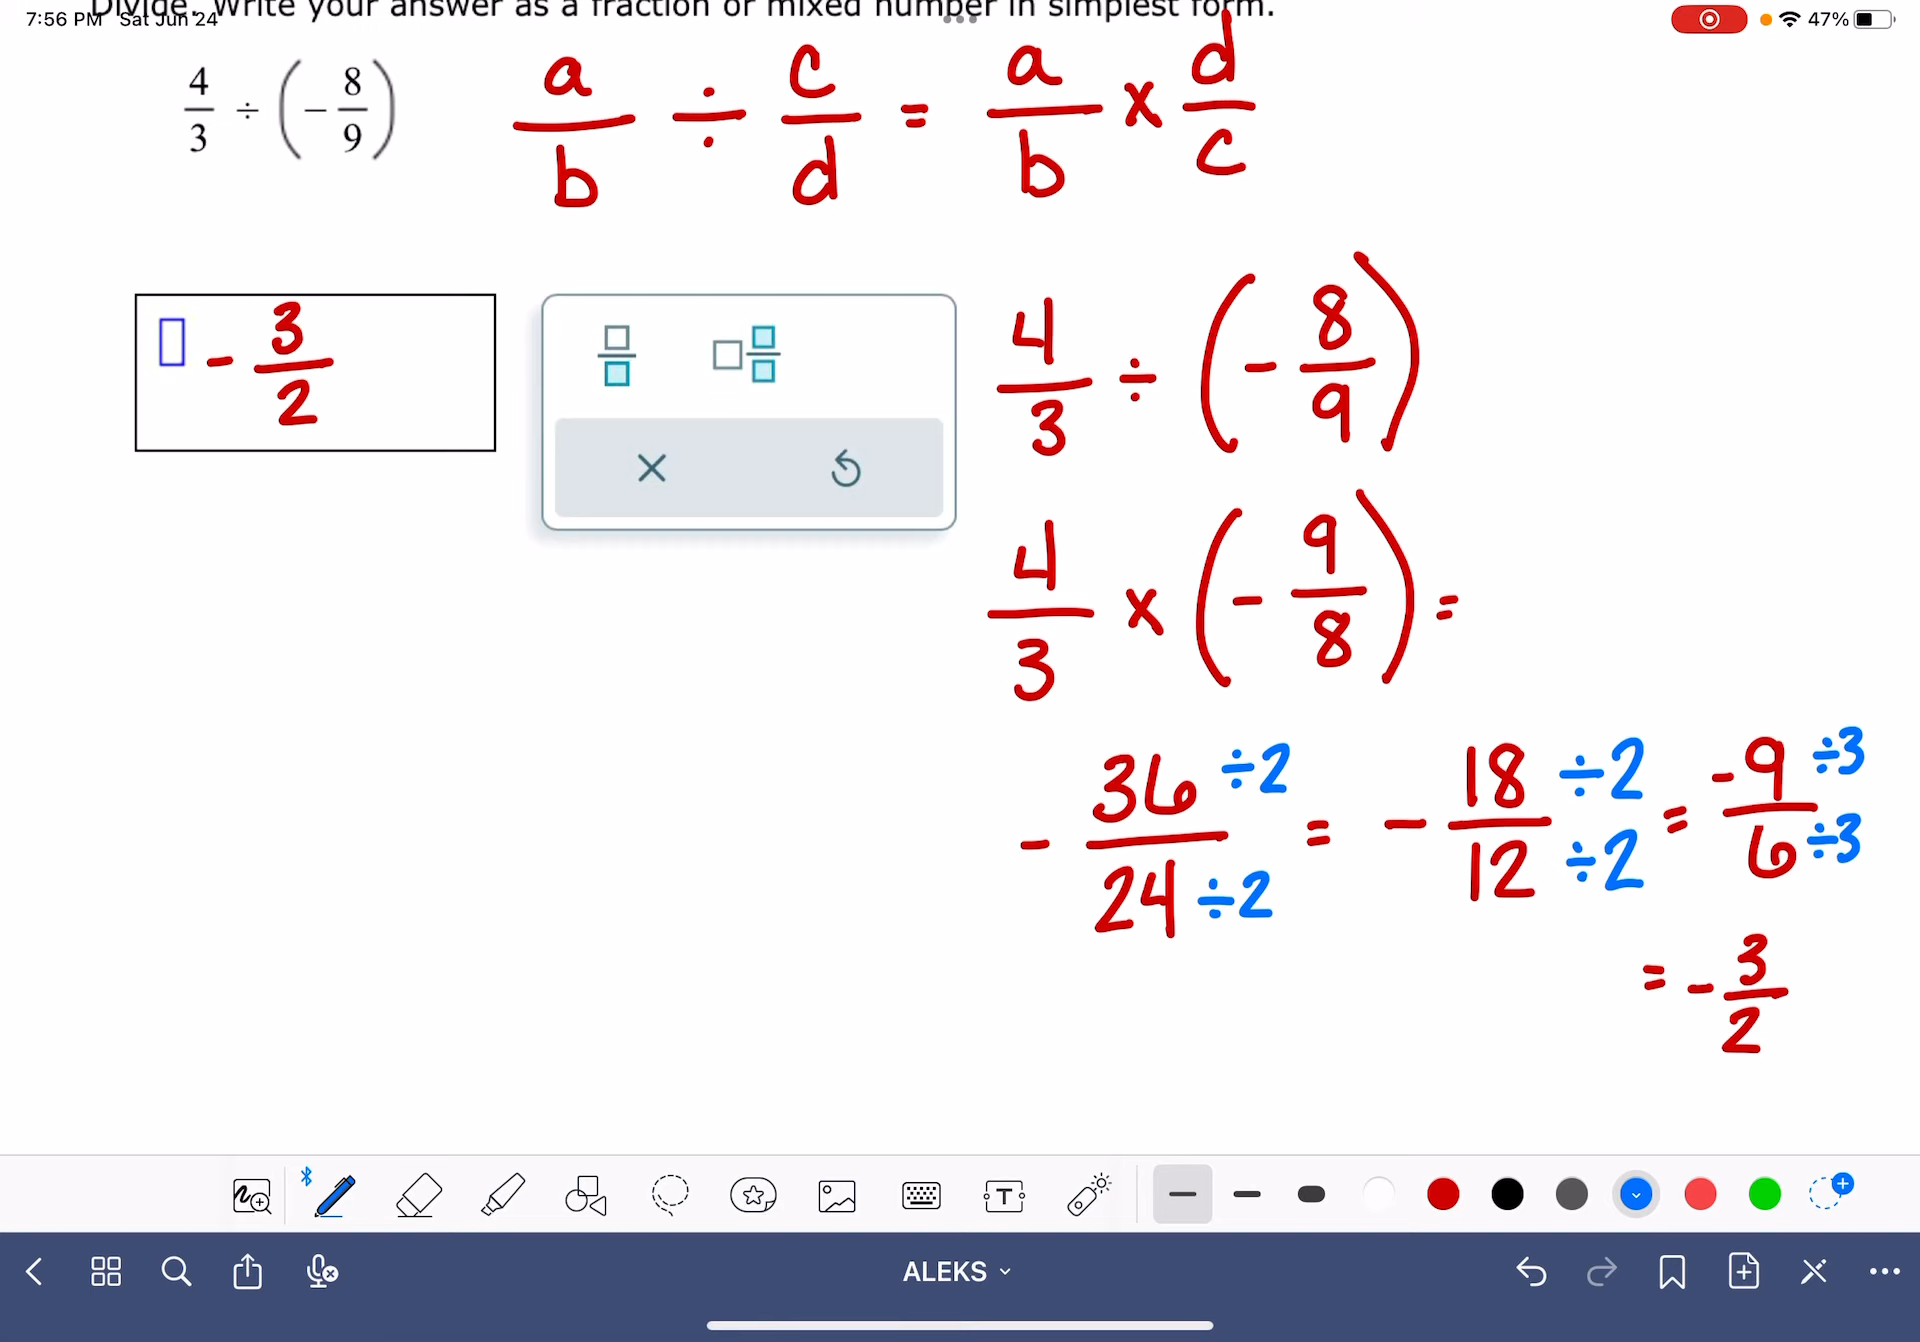 Divide. Write your answer as a fraction or mixed number in simplest form.
7:56 PM Sat Jun 24
47%
4/3 ÷ (-8/9)
a/b ÷ c/d = a/b × d/c
- 3/2
4/3 ÷ (-8/9)
4/3 × (-9/8) =
- 36 ÷2 / 24 ÷2 = - 18 ÷2 / 12 ÷2 = -9 ÷3 / 6 ÷3
= - 3/2
T
ALEKS